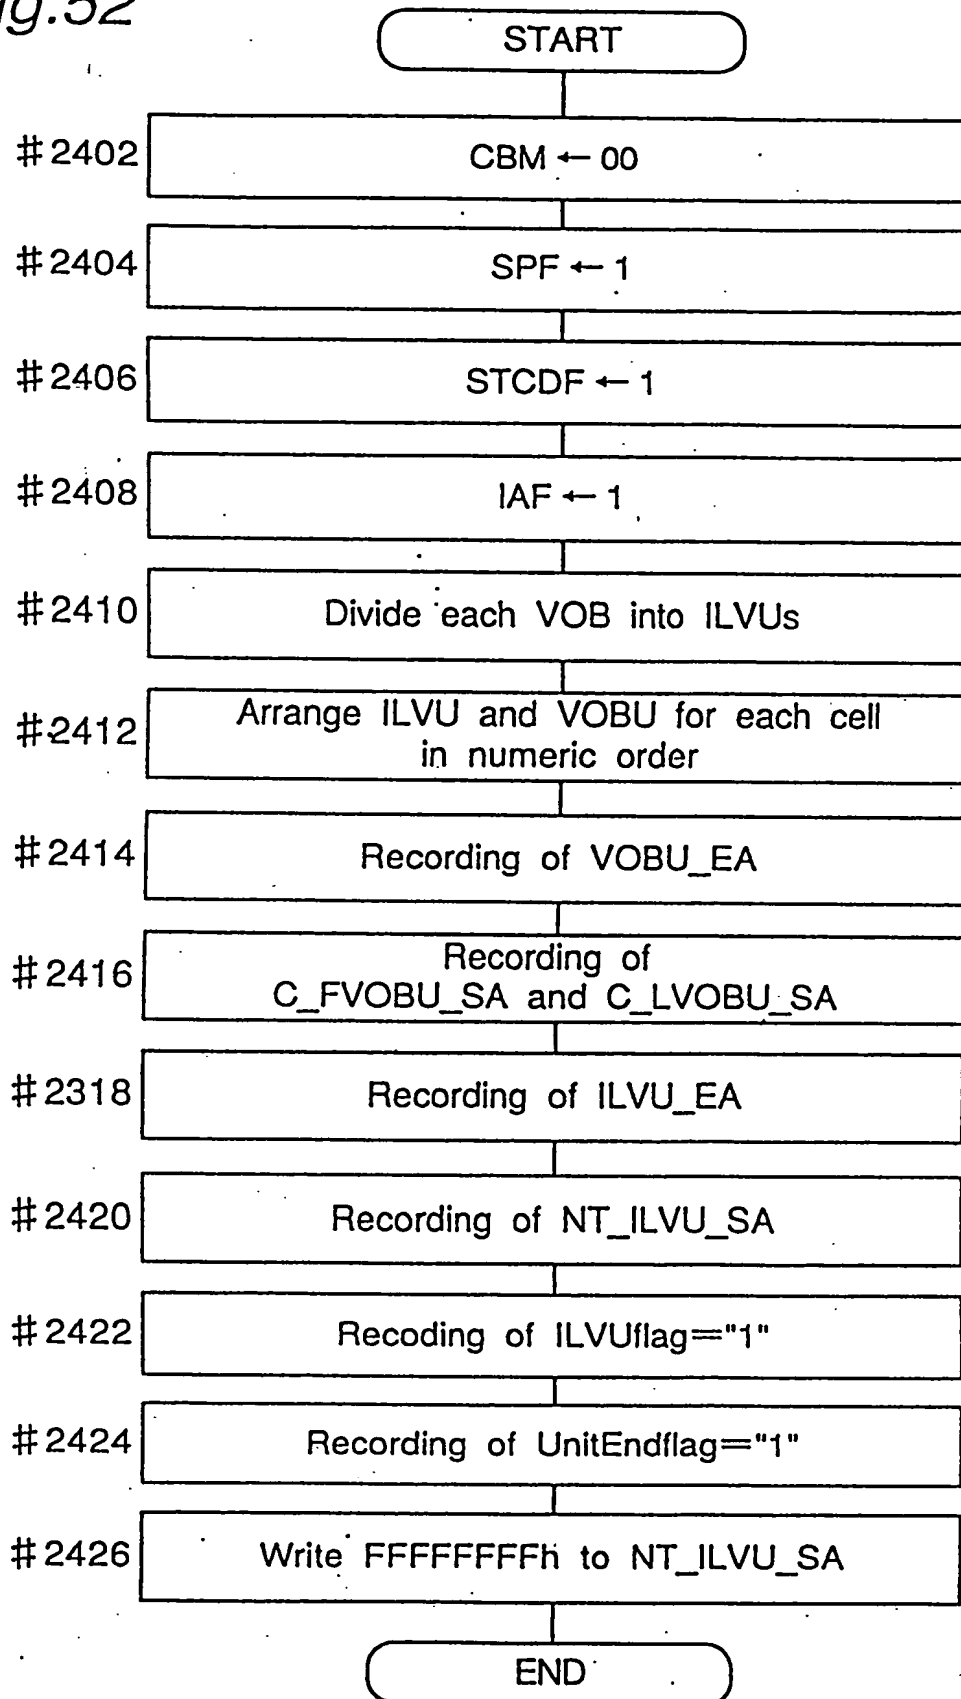 ig.52
START
#2402 CBM ← 00
#2404 SPF ← 1
#2406 STCDF ← 1
#2408 IAF ← 1
#2410 Divide each VOB into ILVUs
#2412 Arrange ILVU and VOBU for each cell
in numeric order
#2414 Recording of VOBU_EA
#2416 Recording of
C_FVOBU_SA and C_LVOBU_SA
#2318 Recording of ILVU_EA
#2420 Recording of NT_ILVU_SA
#2422 Recoding of ILVUflag="1"
#2424 Recording of UnitEndflag="1"
#2426 Write FFFFFFFFh to NT_ILVU_SA
END